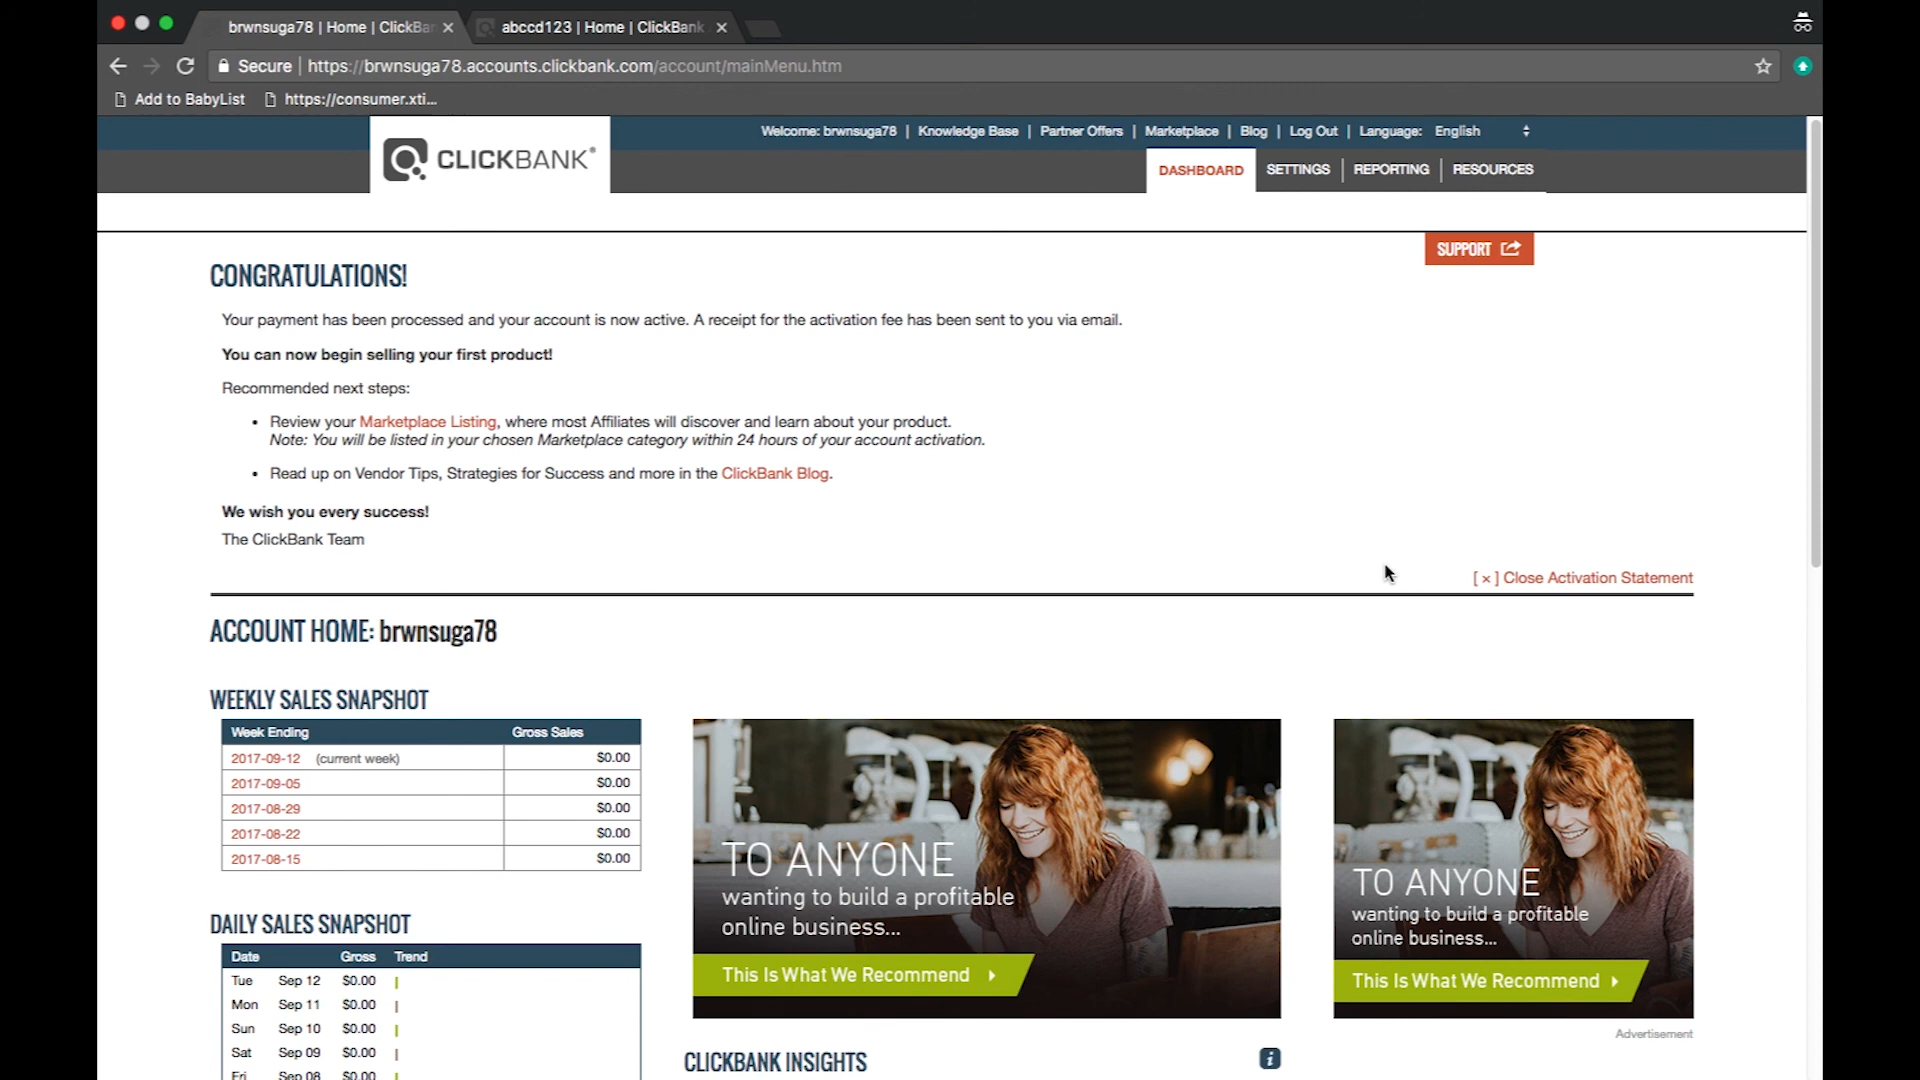 brwnsuga78 | Home | ClickBan
abccd123 | Home | ClickBank
Secure | https://brwnsuga78.accounts.clickbank.com/account/mainMenu.htm
Add to BabyList
https://consumer.xti...
CLICKBANK®
Welcome: brwnsuga78 | Knowledge Base | Partner Offers | Marketplace | Blog | Log Out | Language: English
DASHBOARD SETTINGS | REPORTING | RESOURCES
SUPPORT
CONGRATULATIONS!
Your payment has been processed and your account is now active. A receipt for the activation fee has been sent to you via email.
You can now begin selling your first product!
Recommended next steps:
• Review your Marketplace Listing, where most Affiliates will discover and learn about your product.
Note: You will be listed in your chosen Marketplace category within 24 hours of your account activation.
• Read up on Vendor Tips, Strategies for Success and more in the ClickBank Blog.
We wish you every success!
The ClickBank Team
[ x ] Close Activation Statement
ACCOUNT HOME: brwnsuga78
WEEKLY SALES SNAPSHOT
Week Ending Gross Sales
2017-09-12 (current week) $0.00
2017-09-05 $0.00
2017-08-29 $0.00
2017-08-22 $0.00
2017-08-15 $0.00
DAILY SALES SNAPSHOT
Date Gross Trend
Tue Sep 12 $0.00
Mon Sep 11 $0.00
Sun Sep 10 $0.00
Sat Sep 09 $0.00
Fri Sep 08 $0.00
TO ANYONE
wanting to build a profitable
online business...
This Is What We Recommend
TO ANYONE
wanting to build a profitable
online business...
This Is What We Recommend
Advertisement
CLICKBANK INSIGHTS
i